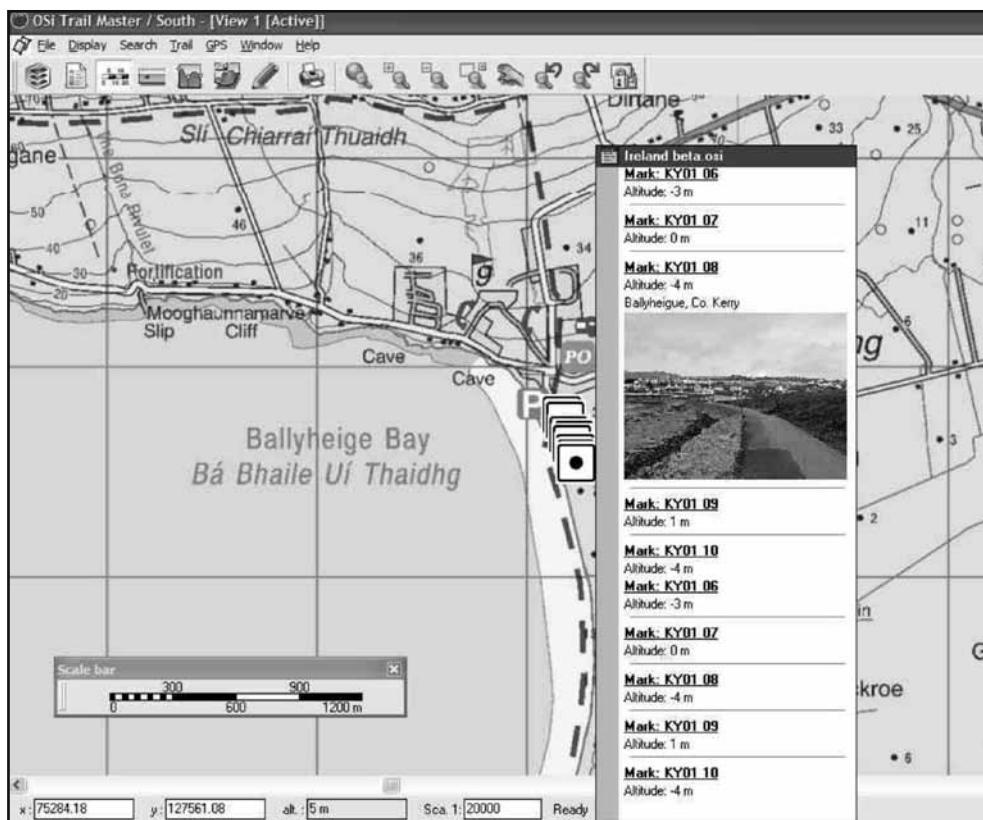 OSi Trail Master / South - [View 1 [Active]]
File Display Search Trail GPS Window Help
Dirtane
33
25
Slí Chiarraí Thuaidh
gane
The Bona Rivulet
50
40
30
20
46
34
11
36
Fortification
Mooghaunnamarve
Slip
Cliff
g
Cave
Cave
PO
P
ng
6
3
2
Ballyheige Bay
Bá Bhaile Uí Thaidhg
in
G
ckroe
6
Ireland beta.osi
Mark: KY01 06
Altitude: -3 m
Mark: KY01 07
Altitude: 0 m
Mark: KY01 08
Altitude: -4 m
Ballyheigue, Co. Kerry
Mark: KY01 09
Altitude: 1 m
Mark: KY01 10
Altitude: -4 m
Mark: KY01 06
Altitude: -3 m
Mark: KY01 07
Altitude: 0 m
Mark: KY01 08
Altitude: -4 m
Mark: KY01 09
Altitude: 1 m
Mark: KY01 10
Altitude: -4 m
Scale bar
300 900
0 600 1200 m
x: 75284.18 y: 127561.08 alt.: 5 m Sca. 1: 20000 Ready